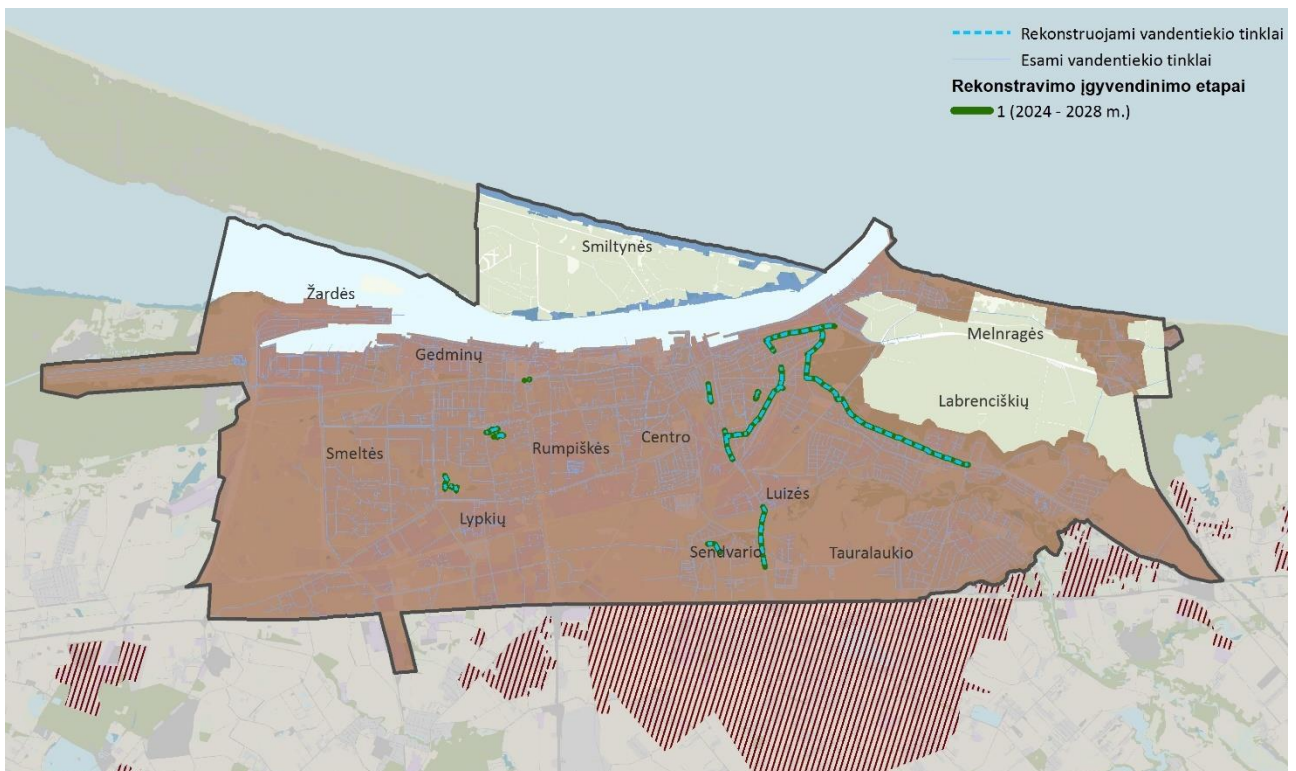 Rekonstruojami vandentiekio tinklai
Esami vandentiekio tinklai
Rekonstravimo įgyvendinimo etapai
1 (2024 - 2028 m.)
Smiltynės
Žardės
Melnragės
Gedminų
Labrenciškių
Centro
Rumpiškės
Smeltės
Luizės
Lypkių
Sendvario
Tauralaukio